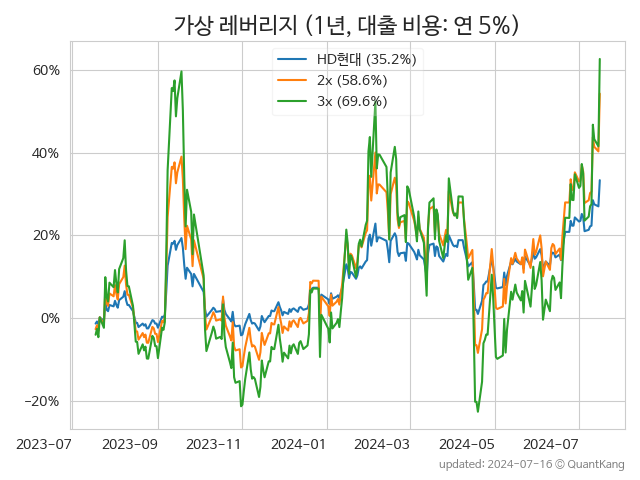 가상 레버리지 (1년, 대출 비용: 연 5%)
HD현대 (35.2%)
2x (58.6%)
3x (69.6%)
60%
40%
20%
0%
−20%
2023-07
2023-09
2023-11
2024-01
2024-03
2024-05
2024-07
updated: 2024-07-16 © QuantKang